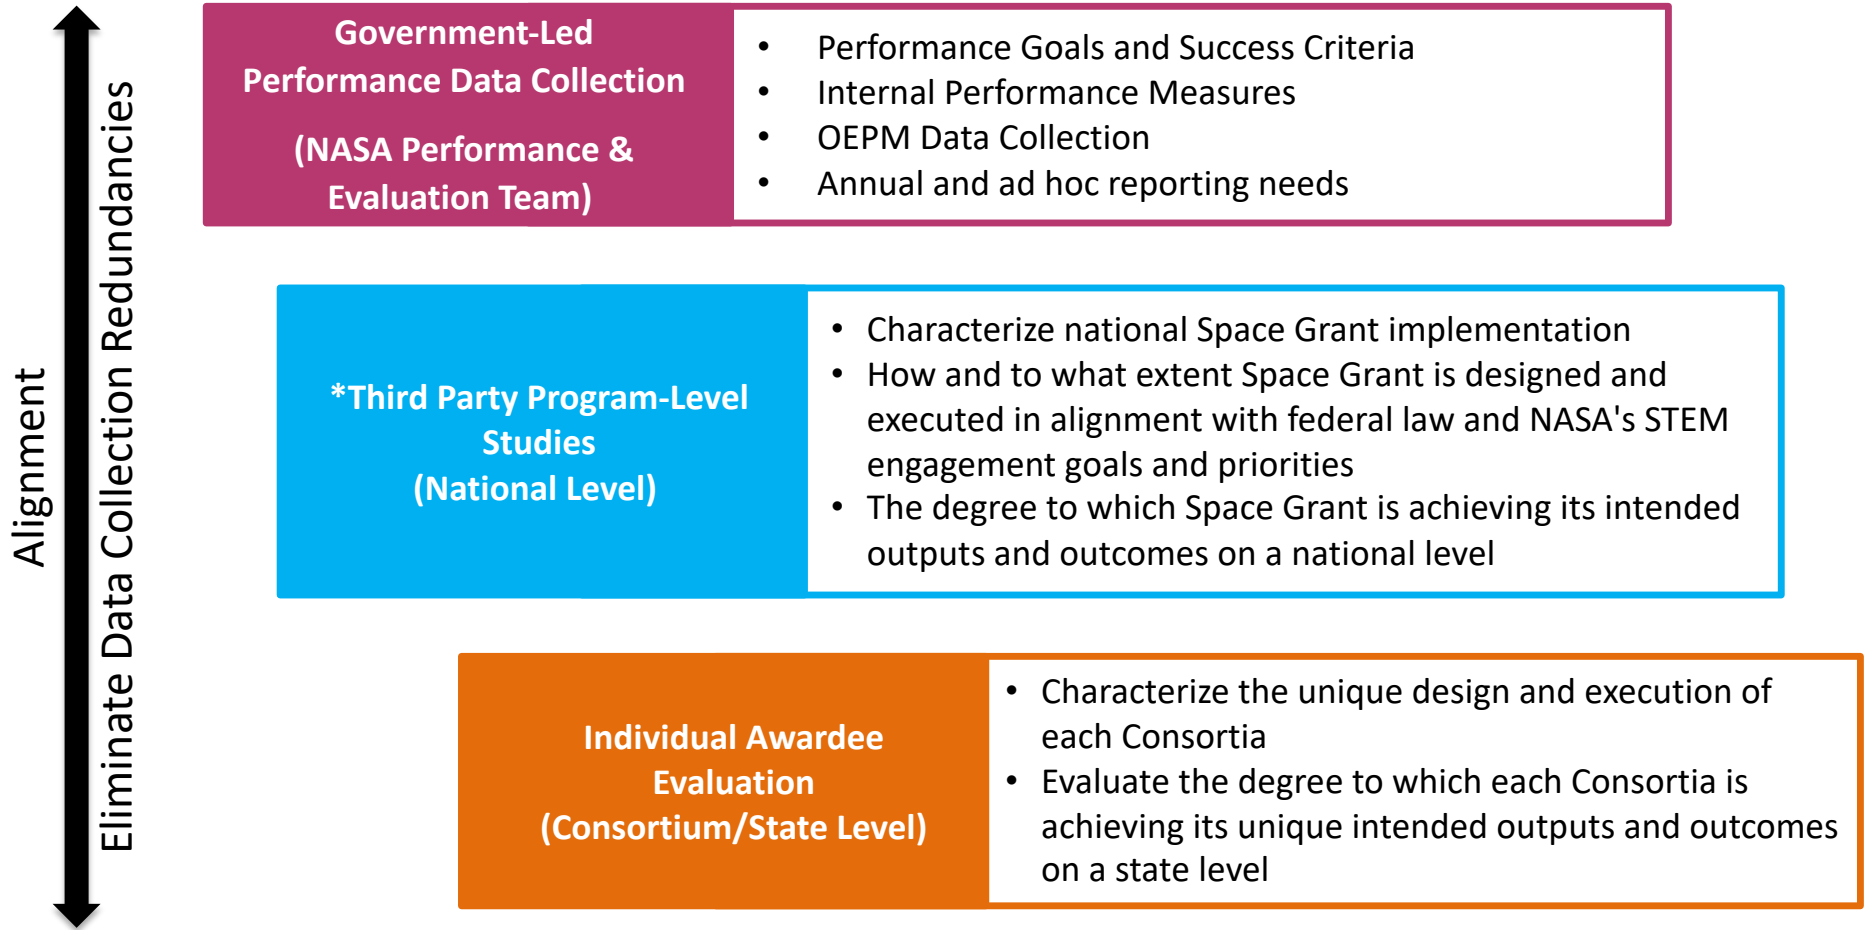 Alignment
Eliminate Data Collection Redundancies
Government-Led
Performance Data Collection
(NASA Performance &
Evaluation Team)
• Performance Goals and Success Criteria
• Internal Performance Measures
• OEPM Data Collection
• Annual and ad hoc reporting needs
*Third Party Program-Level
Studies
(National Level)
• Characterize national Space Grant implementation
• How and to what extent Space Grant is designed and
executed in alignment with federal law and NASA's STEM
engagement goals and priorities
• The degree to which Space Grant is achieving its intended
outputs and outcomes on a national level
Individual Awardee
Evaluation
(Consortium/State Level)
• Characterize the unique design and execution of
each Consortia
• Evaluate the degree to which each Consortia is
achieving its unique intended outputs and outcomes
on a state level